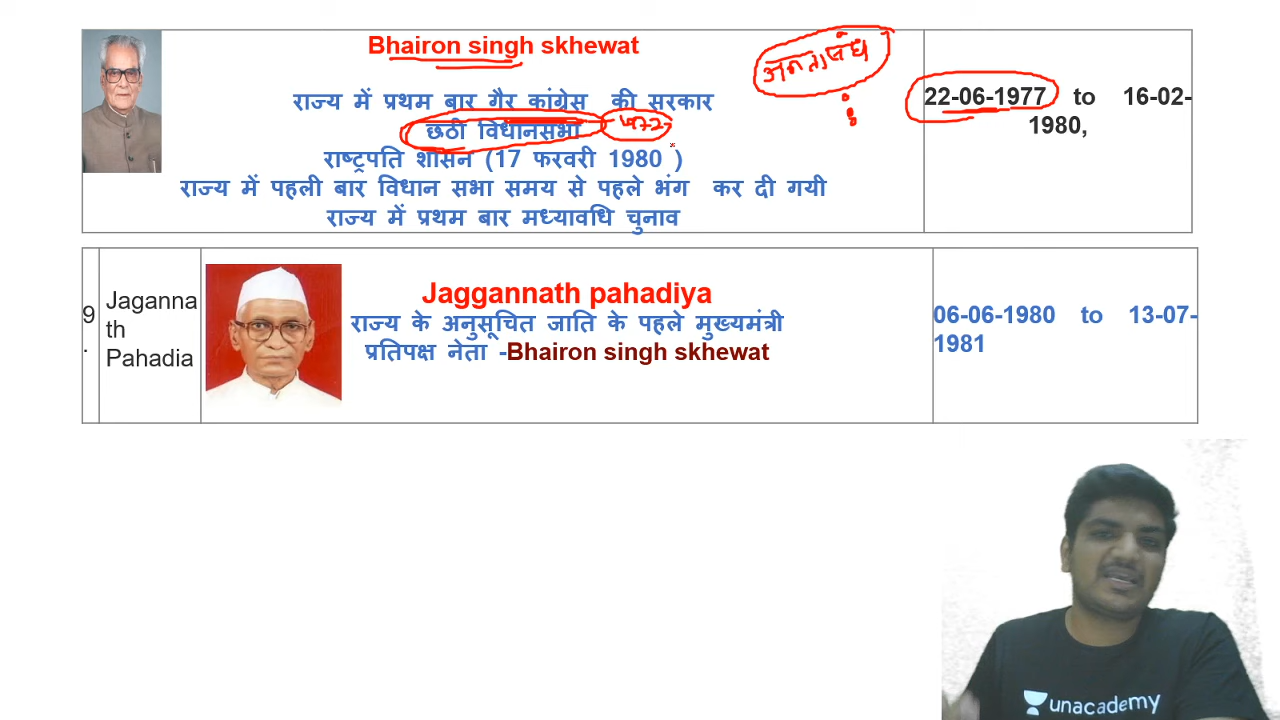 Bhairon singh skhewat
राज्य में प्रथम बार गैर कांग्रेस की सरकार
छठी विधानसभा
राष्ट्रपति शासन (17 फरवरी 1980 )
राज्य में पहली बार विधान सभा समय से पहले भंग कर दी गयी
राज्य में प्रथम बार मध्यावधि चुनाव
22-06-1977 to 16-02-
1980,
9
.
Jaganna
th
Pahadia
Jaggannath pahadiya
राज्य के अनुसूचित जाति के पहले मुख्यमंत्री
प्रतिपक्ष नेता -Bhairon singh skhewat
06-06-1980 to 13-07-
1981
unacademy